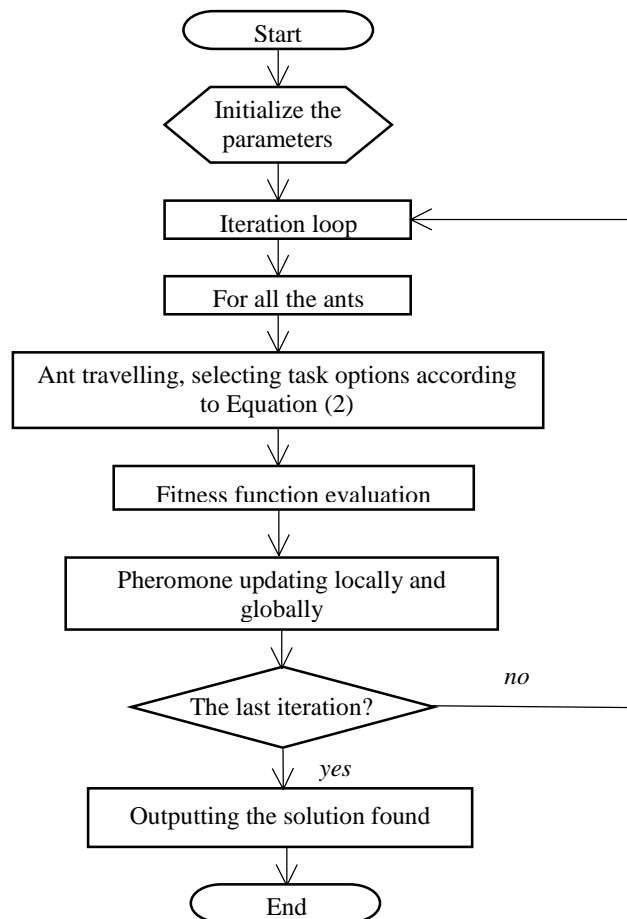 Start
Initialize the
parameters
Iteration loop
For all the ants
Ant travelling, selecting task options according
to Equation (2)
Fitness function evaluation
Pheromone updating locally and
globally
The last iteration?
no
yes
Outputting the solution found
End